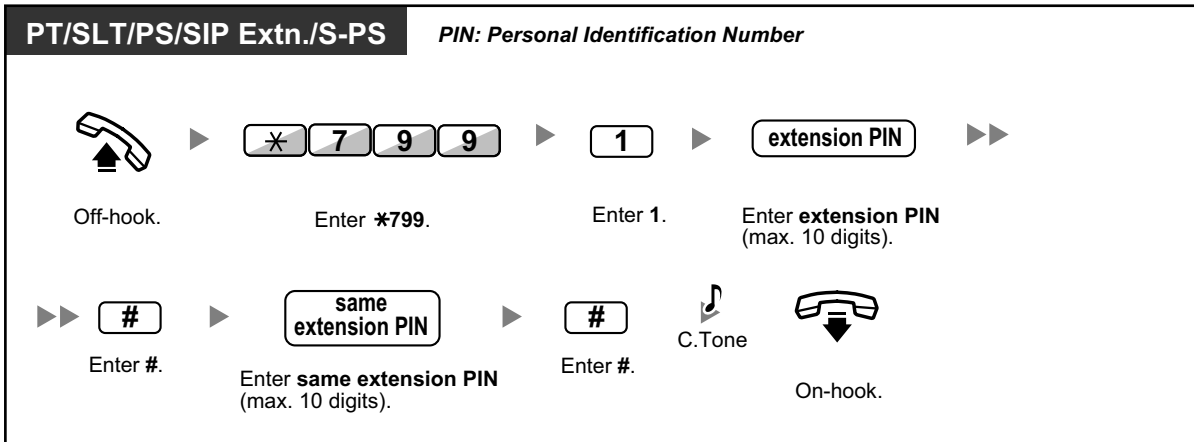 PT/SLT/PS/SIP Extn./S-PS PIN: Personal Identification Number
* 7 9 9 1 extension PIN
Off-hook. Enter *799. Enter 1. Enter extension PIN
(max. 10 digits).
# same
extension PIN #
C.Tone
Enter #. Enter same extension PIN
(max. 10 digits). Enter #. On-hook.